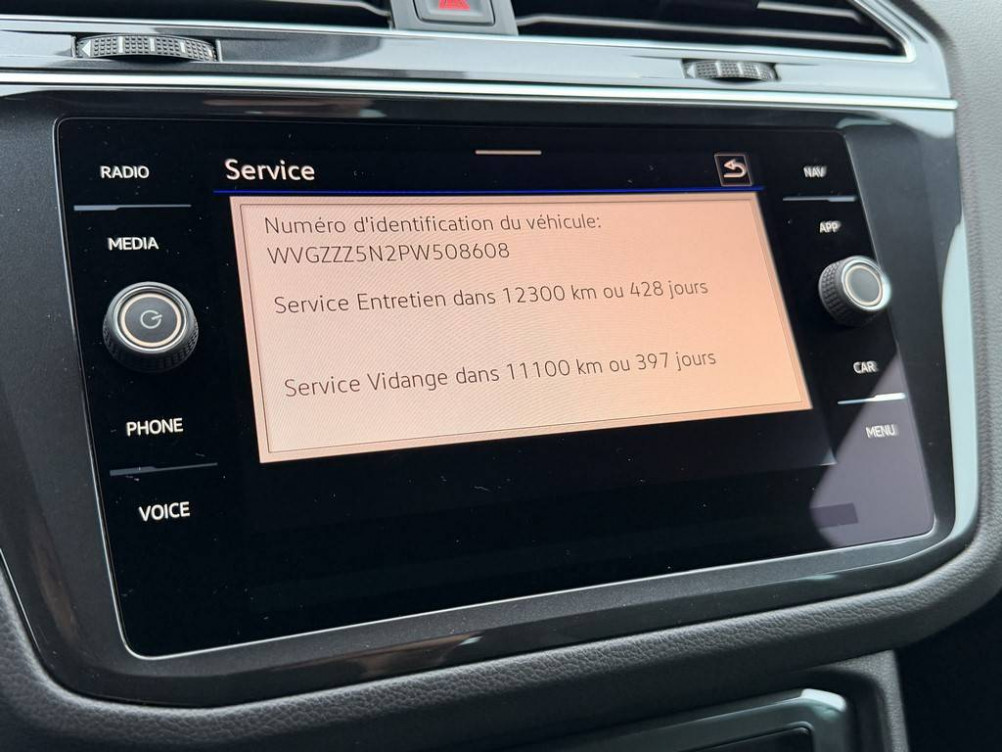 RADIO
Service
NAV
MEDIA
APP
Numéro d'identification du véhicule:
WVGZZZ5N2PW508608
Service Entretien dans 12300 km ou 428 jours
Service Vidange dans 11100 km ou 397 jours
CAR
PHONE
MENU
VOICE